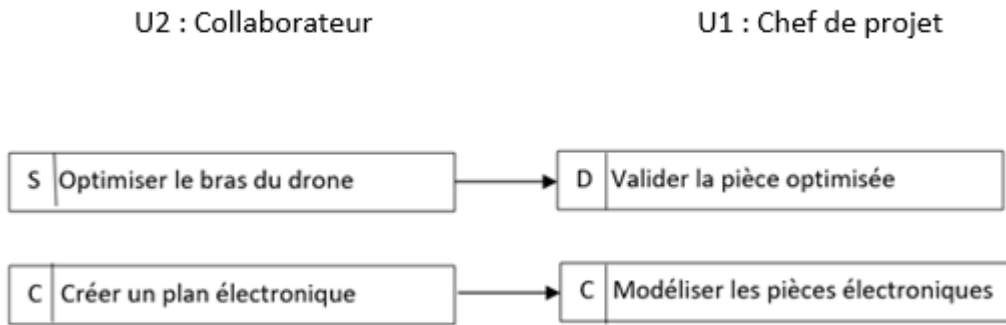 U2 : Collaborateur U1 : Chef de projet
S Optimiser le bras du drone D Valider la pièce optimisée
C Créer un plan électronique C Modéliser les pièces électroniques